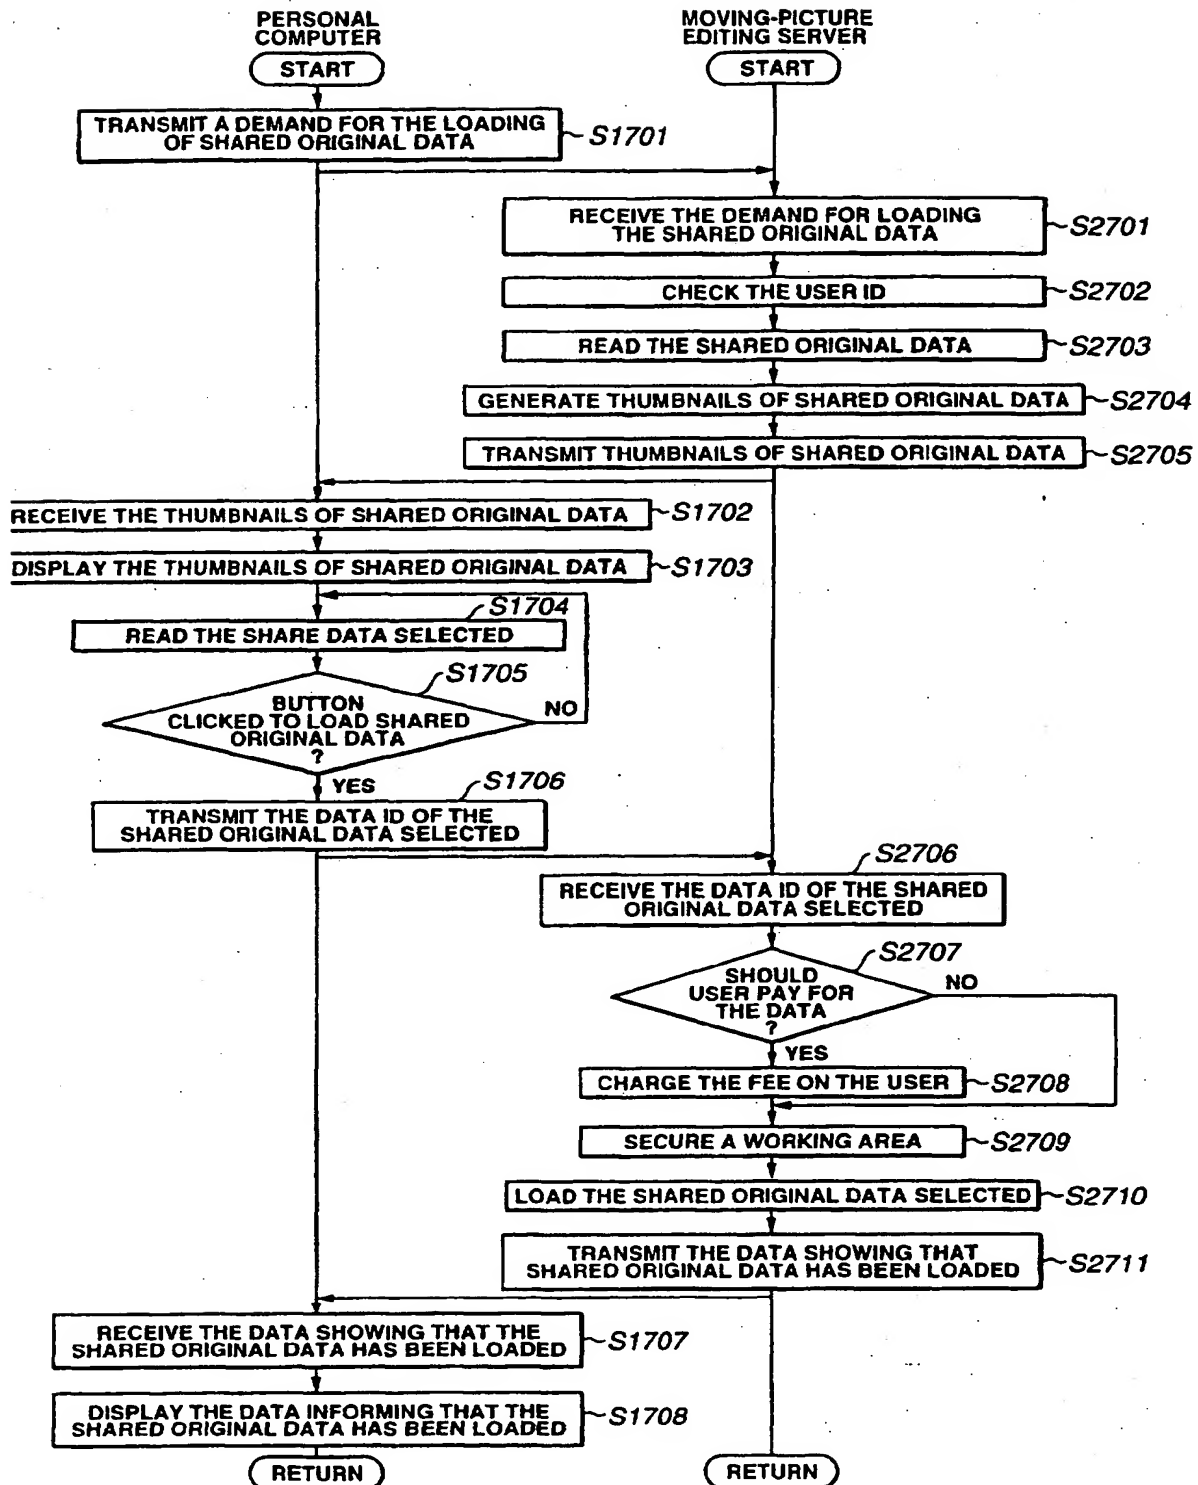 PERSONAL
COMPUTER
START
MOVING-PICTURE
EDITING SERVER
START
TRANSMIT A DEMAND FOR THE LOADING
OF SHARED ORIGINAL DATA
S1701
RECEIVE THE DEMAND FOR LOADING
THE SHARED ORIGINAL DATA
S2701
CHECK THE USER ID
S2702
READ THE SHARED ORIGINAL DATA
S2703
GENERATE THUMBNAILS OF SHARED ORIGINAL DATA
S2704
TRANSMIT THUMBNAILS OF SHARED ORIGINAL DATA
S2705
RECEIVE THE THUMBNAILS OF SHARED ORIGINAL DATA
S1702
DISPLAY THE THUMBNAILS OF SHARED ORIGINAL DATA
S1703
S1704
READ THE SHARE DATA SELECTED
S1705
BUTTON
CLICKED TO LOAD SHARED
ORIGINAL DATA
?
NO
YES
S1706
TRANSMIT THE DATA ID OF THE
SHARED ORIGINAL DATA SELECTED
S2706
RECEIVE THE DATA ID OF THE SHARED
ORIGINAL DATA SELECTED
S2707
SHOULD
USER PAY FOR
THE DATA
?
NO
YES
CHARGE THE FEE ON THE USER
S2708
SECURE A WORKING AREA
S2709
LOAD THE SHARED ORIGINAL DATA SELECTED
S2710
TRANSMIT THE DATA SHOWING THAT
SHARED ORIGINAL DATA HAS BEEN LOADED
S2711
RECEIVE THE DATA SHOWING THAT THE
SHARED ORIGINAL DATA HAS BEEN LOADED
S1707
DISPLAY THE DATA INFORMING THAT THE
SHARED ORIGINAL DATA HAS BEEN LOADED
S1708
RETURN
RETURN